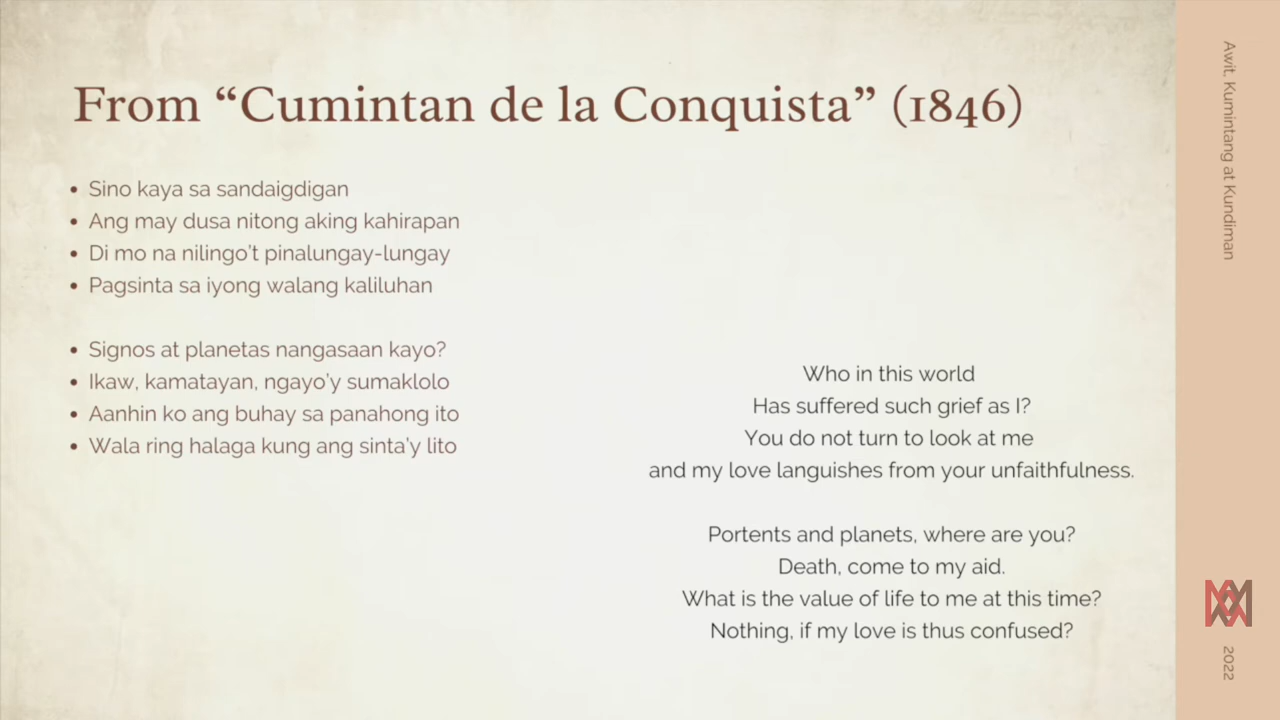 From “Cumintan de la Conquista” (1846)
• Sino kaya sa sandaigdigan
• Ang may dusa nitong aking kahirapan
• Di mo na nilingo’t pinalungay-lungay
• Pagsinta sa iyong walang kaliluhan
• Signos at planetas nangasaan kayo?
• Ikaw, kamatayan, ngayo’y sumaklolo
• Aanhin ko ang buhay sa panahong ito
• Wala ring halaga kung ang sinta’y lito
Who in this world
Has suffered such grief as I?
You do not turn to look at me
and my love languishes from your unfaithfulness.
Portents and planets, where are you?
Death, come to my aid.
What is the value of life to me at this time?
Nothing, if my love is thus confused?
Awit, Kumintang at Kundiman
2022